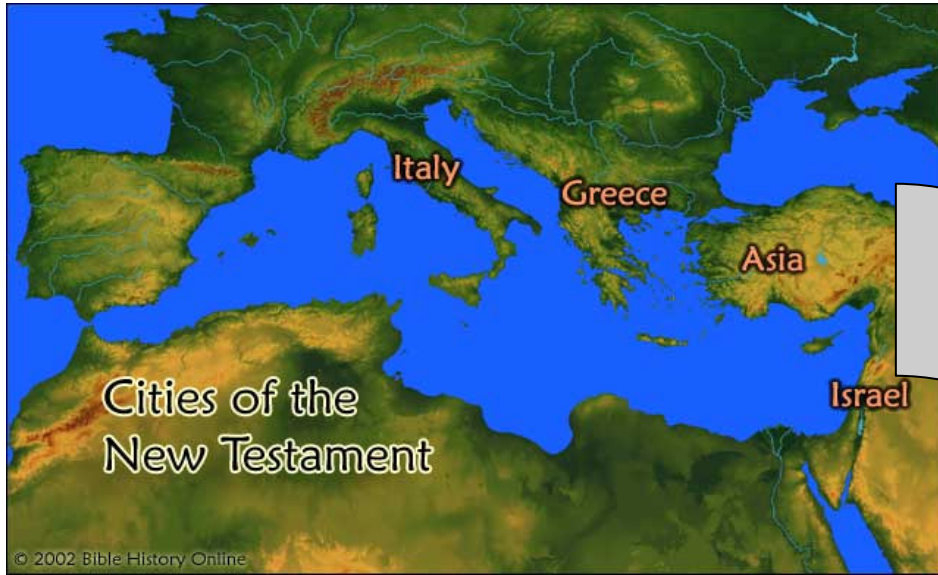 Italy
Greece
Asia
Israel
Cities of the
New Testament
© 2002 Bible History Online